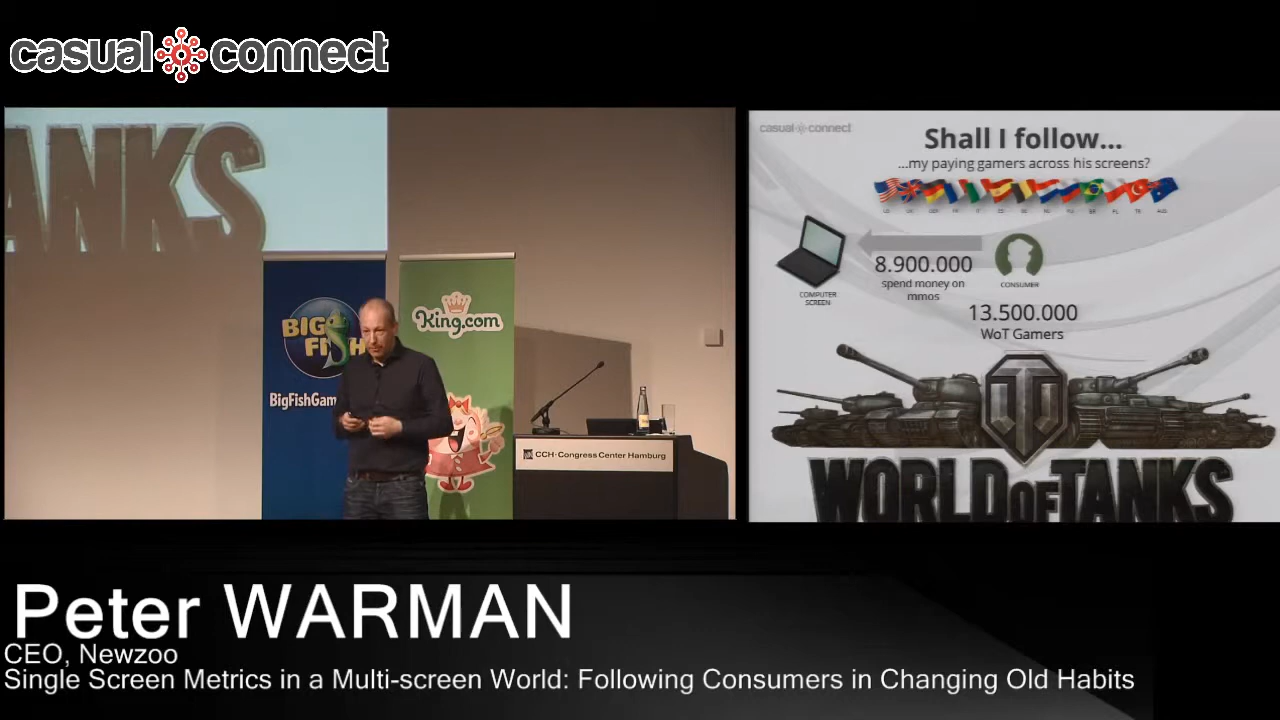 casual connect
ANKS
BIG FISH
BigFishGam
King.com
CCH-Congress Center Hamburg
casual connect
Shall I follow...
...my paying gamers across his screens?
8.900.000
spend money on
mmos
COMPUTER
SCREEN
CONSUMER
13.500.000
WoT Gamers
WORLD OF TANKS
Peter WARMAN
CEO, Newzoo
Single Screen Metrics in a Multi-screen World: Following Consumers in Changing Old Habits